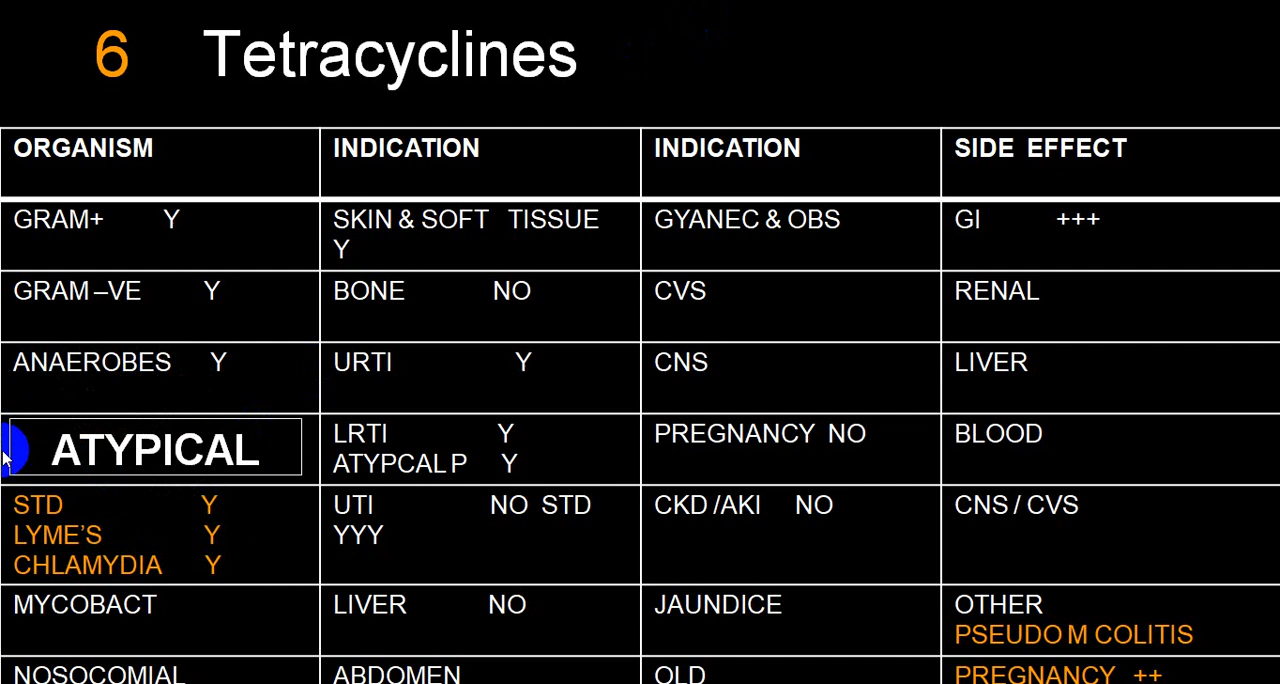 6 Tetracyclines
ORGANISM INDICATION INDICATION SIDE EFFECT
GRAM+ Y SKIN & SOFT TISSUE GYANEC & OBS GI +++
Y
GRAM –VE Y BONE NO CVS RENAL
ANAEROBES Y URTI Y CNS LIVER
ATYPICAL LRTI Y PREGNANCY NO BLOOD
ATYPCAL P Y
STD Y UTI NO STD CKD /AKI NO CNS / CVS
LYME’S Y YYY
CHLAMYDIA Y
MYCOBACT LIVER NO JAUNDICE OTHER
PSEUDO M COLITIS
NOSOCOMIAL ABDOMEN OLD PREGNANCY ++